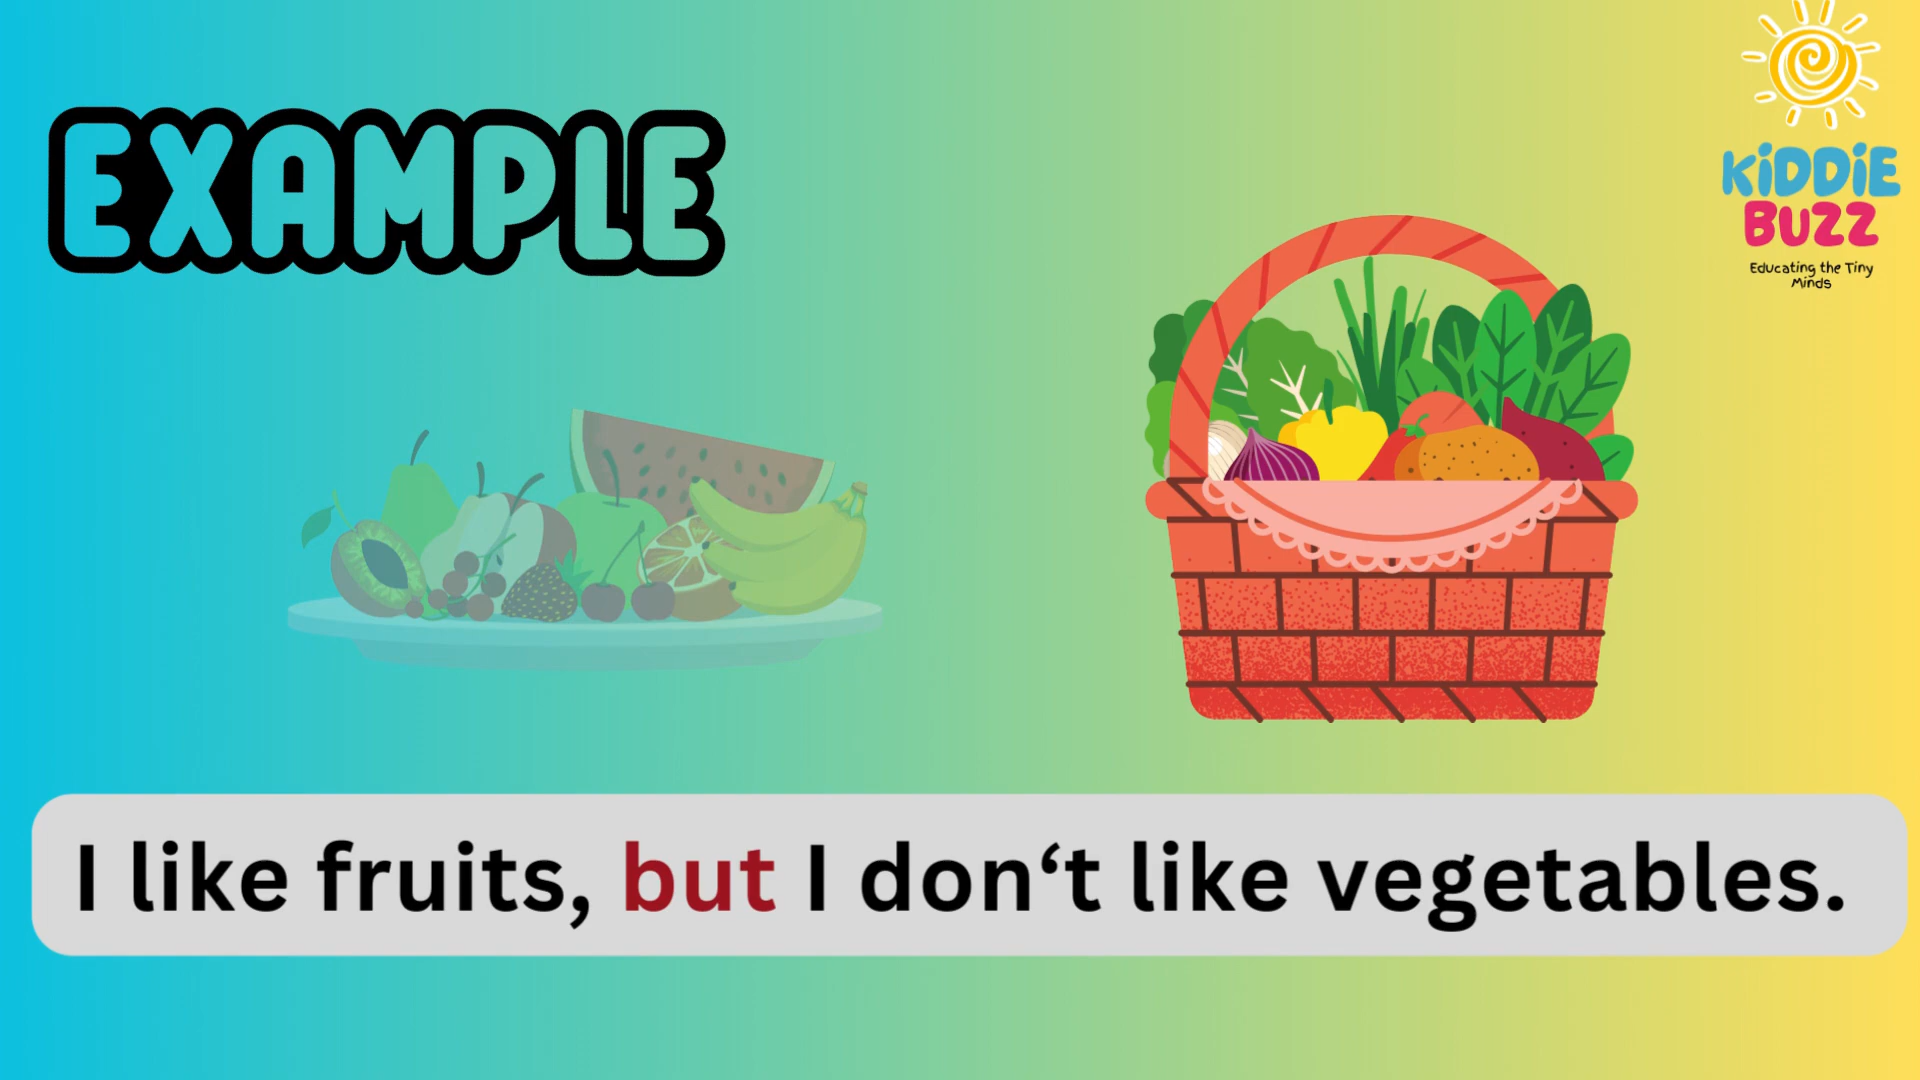 EXAMPLE
KiDDiE
BUZZ
Educating the Tiny
Minds
I like fruits, but I don‘t like vegetables.